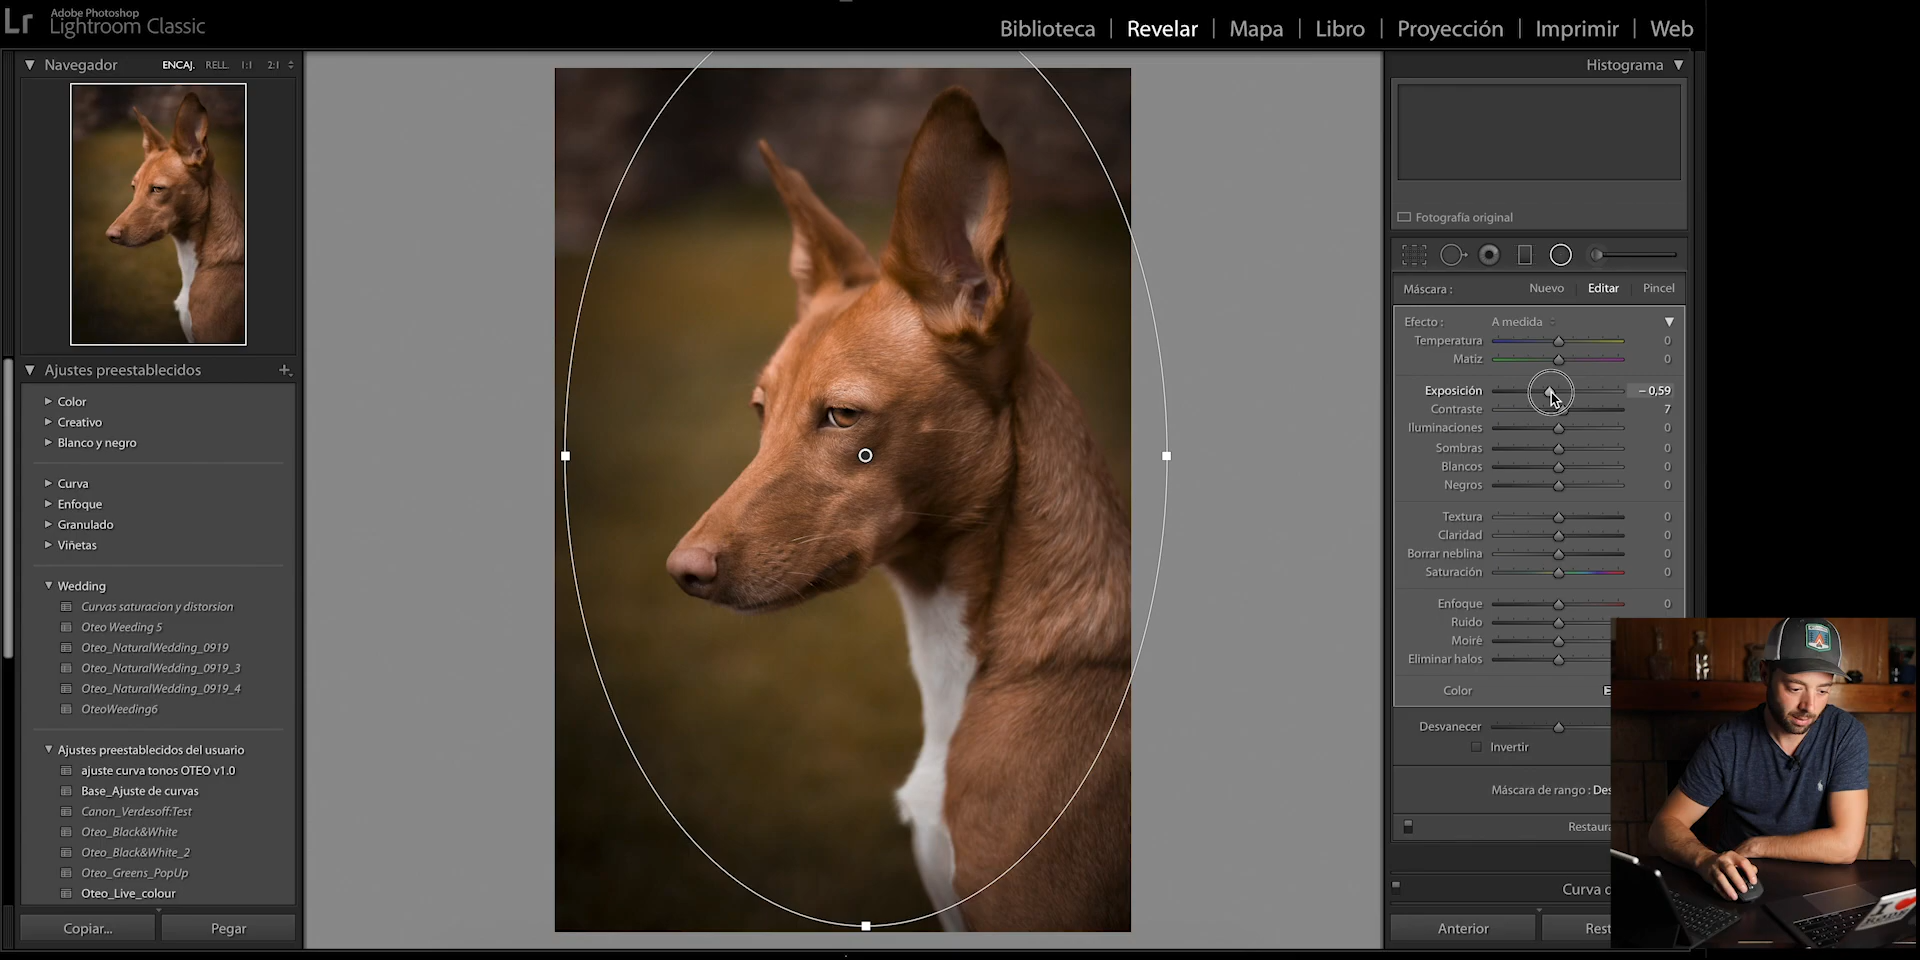 Lr
Adobe Photoshop
Lightroom Classic
Biblioteca | Revelar | Mapa | Libro | Proyección | Imprimir | Web
Navegador ENCAJ. RELL. 1:1 2:1
Histograma
Fotografía original
Máscara : Nuevo Editar Pincel
Efecto : A medida
Temperatura 0
Matiz 0
Exposición – 0,59
Contraste 7
Iluminaciones 0
Sombras 0
Blancos 0
Negros 0
Textura 0
Claridad 0
Borrar neblina 0
Saturación 0
Enfoque 0
Ruido
Moiré
Eliminar halos
Color
Desvanecer
Invertir
Máscara de rango : Des
Restaura
Curva d
Anterior
Rest
Ajustes preestablecidos +
Color
Creativo
Blanco y negro
Curva
Enfoque
Granulado
Viñetas
Wedding
Curvas saturacion y distorsion
Oteo Weeding 5
Oteo_NaturalWedding_0919
Oteo_NaturalWedding_0919_3
Oteo_NaturalWedding_0919_4
OteoWeeding6
Ajustes preestablecidos del usuario
ajuste curva tonos OTEO v1.0
Base_Ajuste de curvas
Canon_Verdesoff:Test
Oteo_Black&White
Oteo_Black&White_2
Oteo_Greens_PopUp
Oteo_Live_colour
Copiar...
Pegar